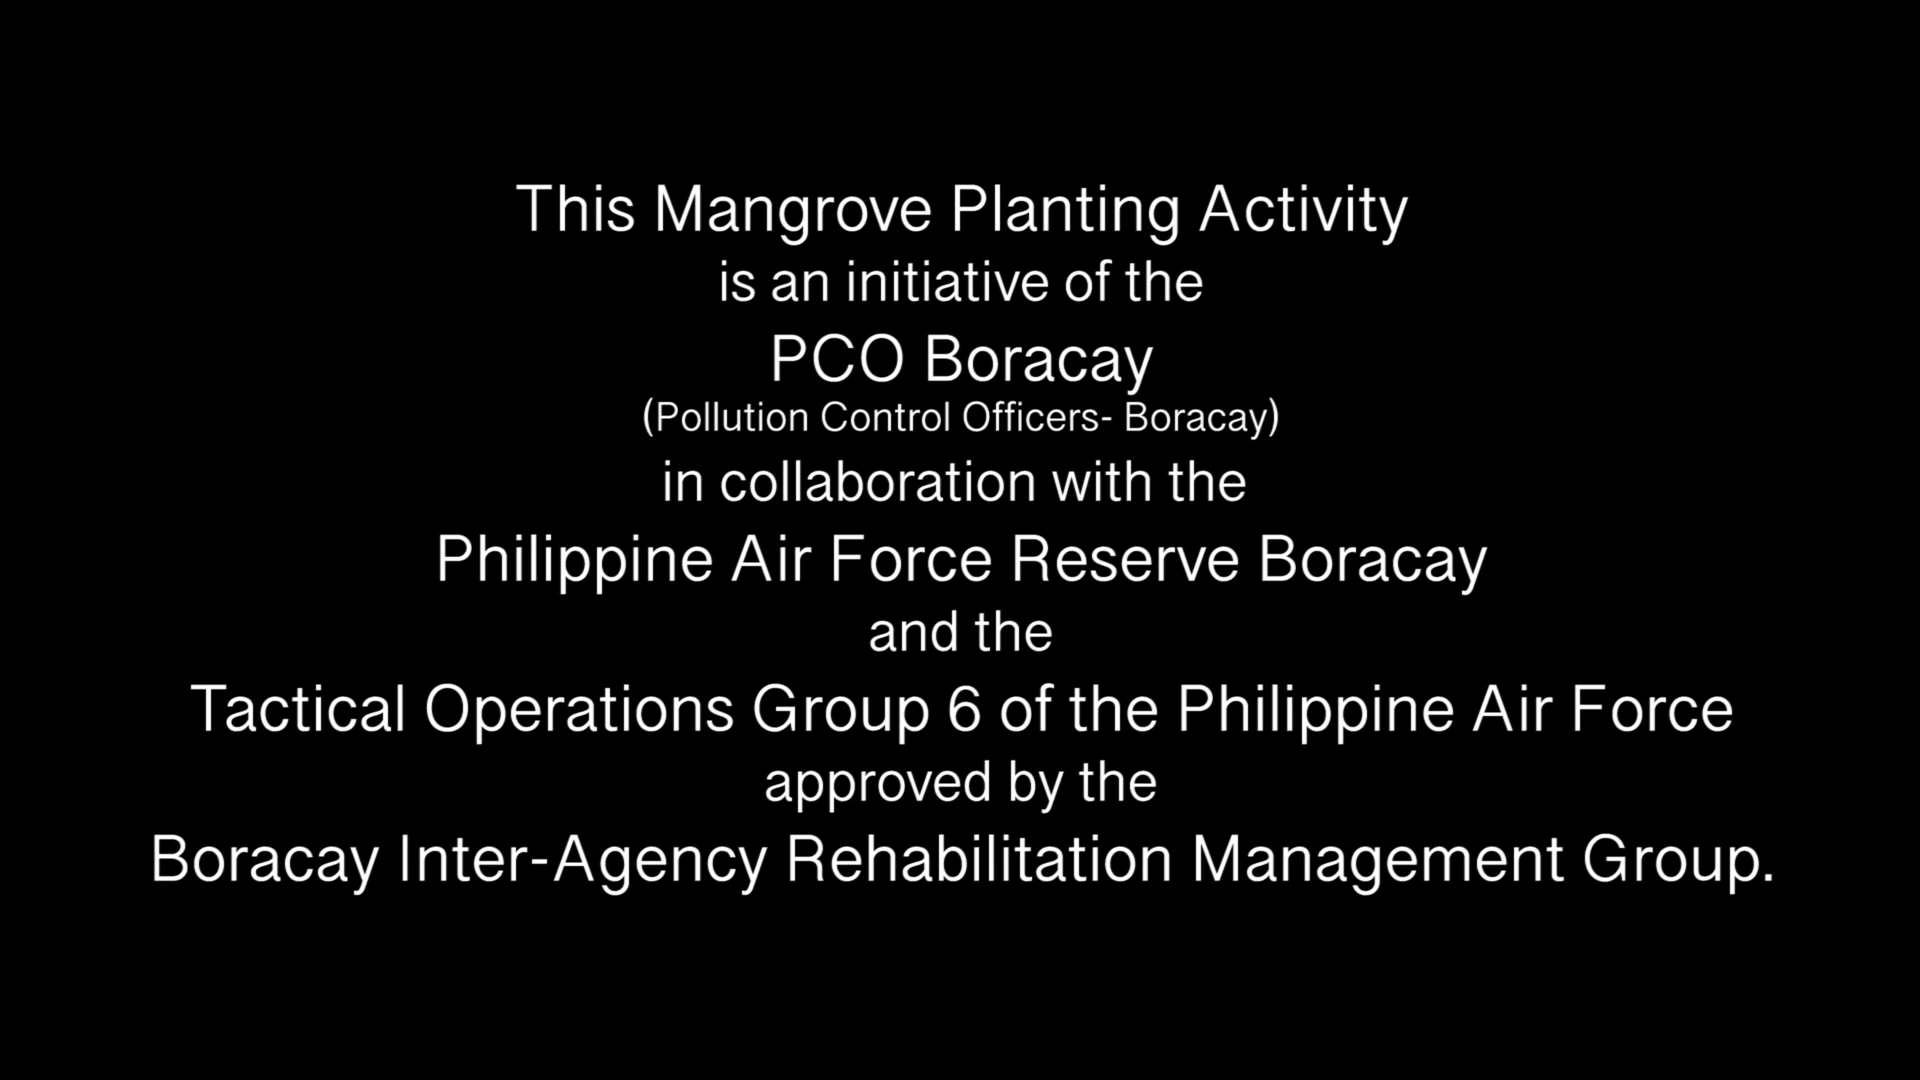 This Mangrove Planting Activity
is an initiative of the
PCO Boracay
(Pollution Control Officers- Boracay)
in collaboration with the
Philippine Air Force Reserve Boracay
and the
Tactical Operations Group 6 of the Philippine Air Force
approved by the
Boracay Inter-Agency Rehabilitation Management Group.